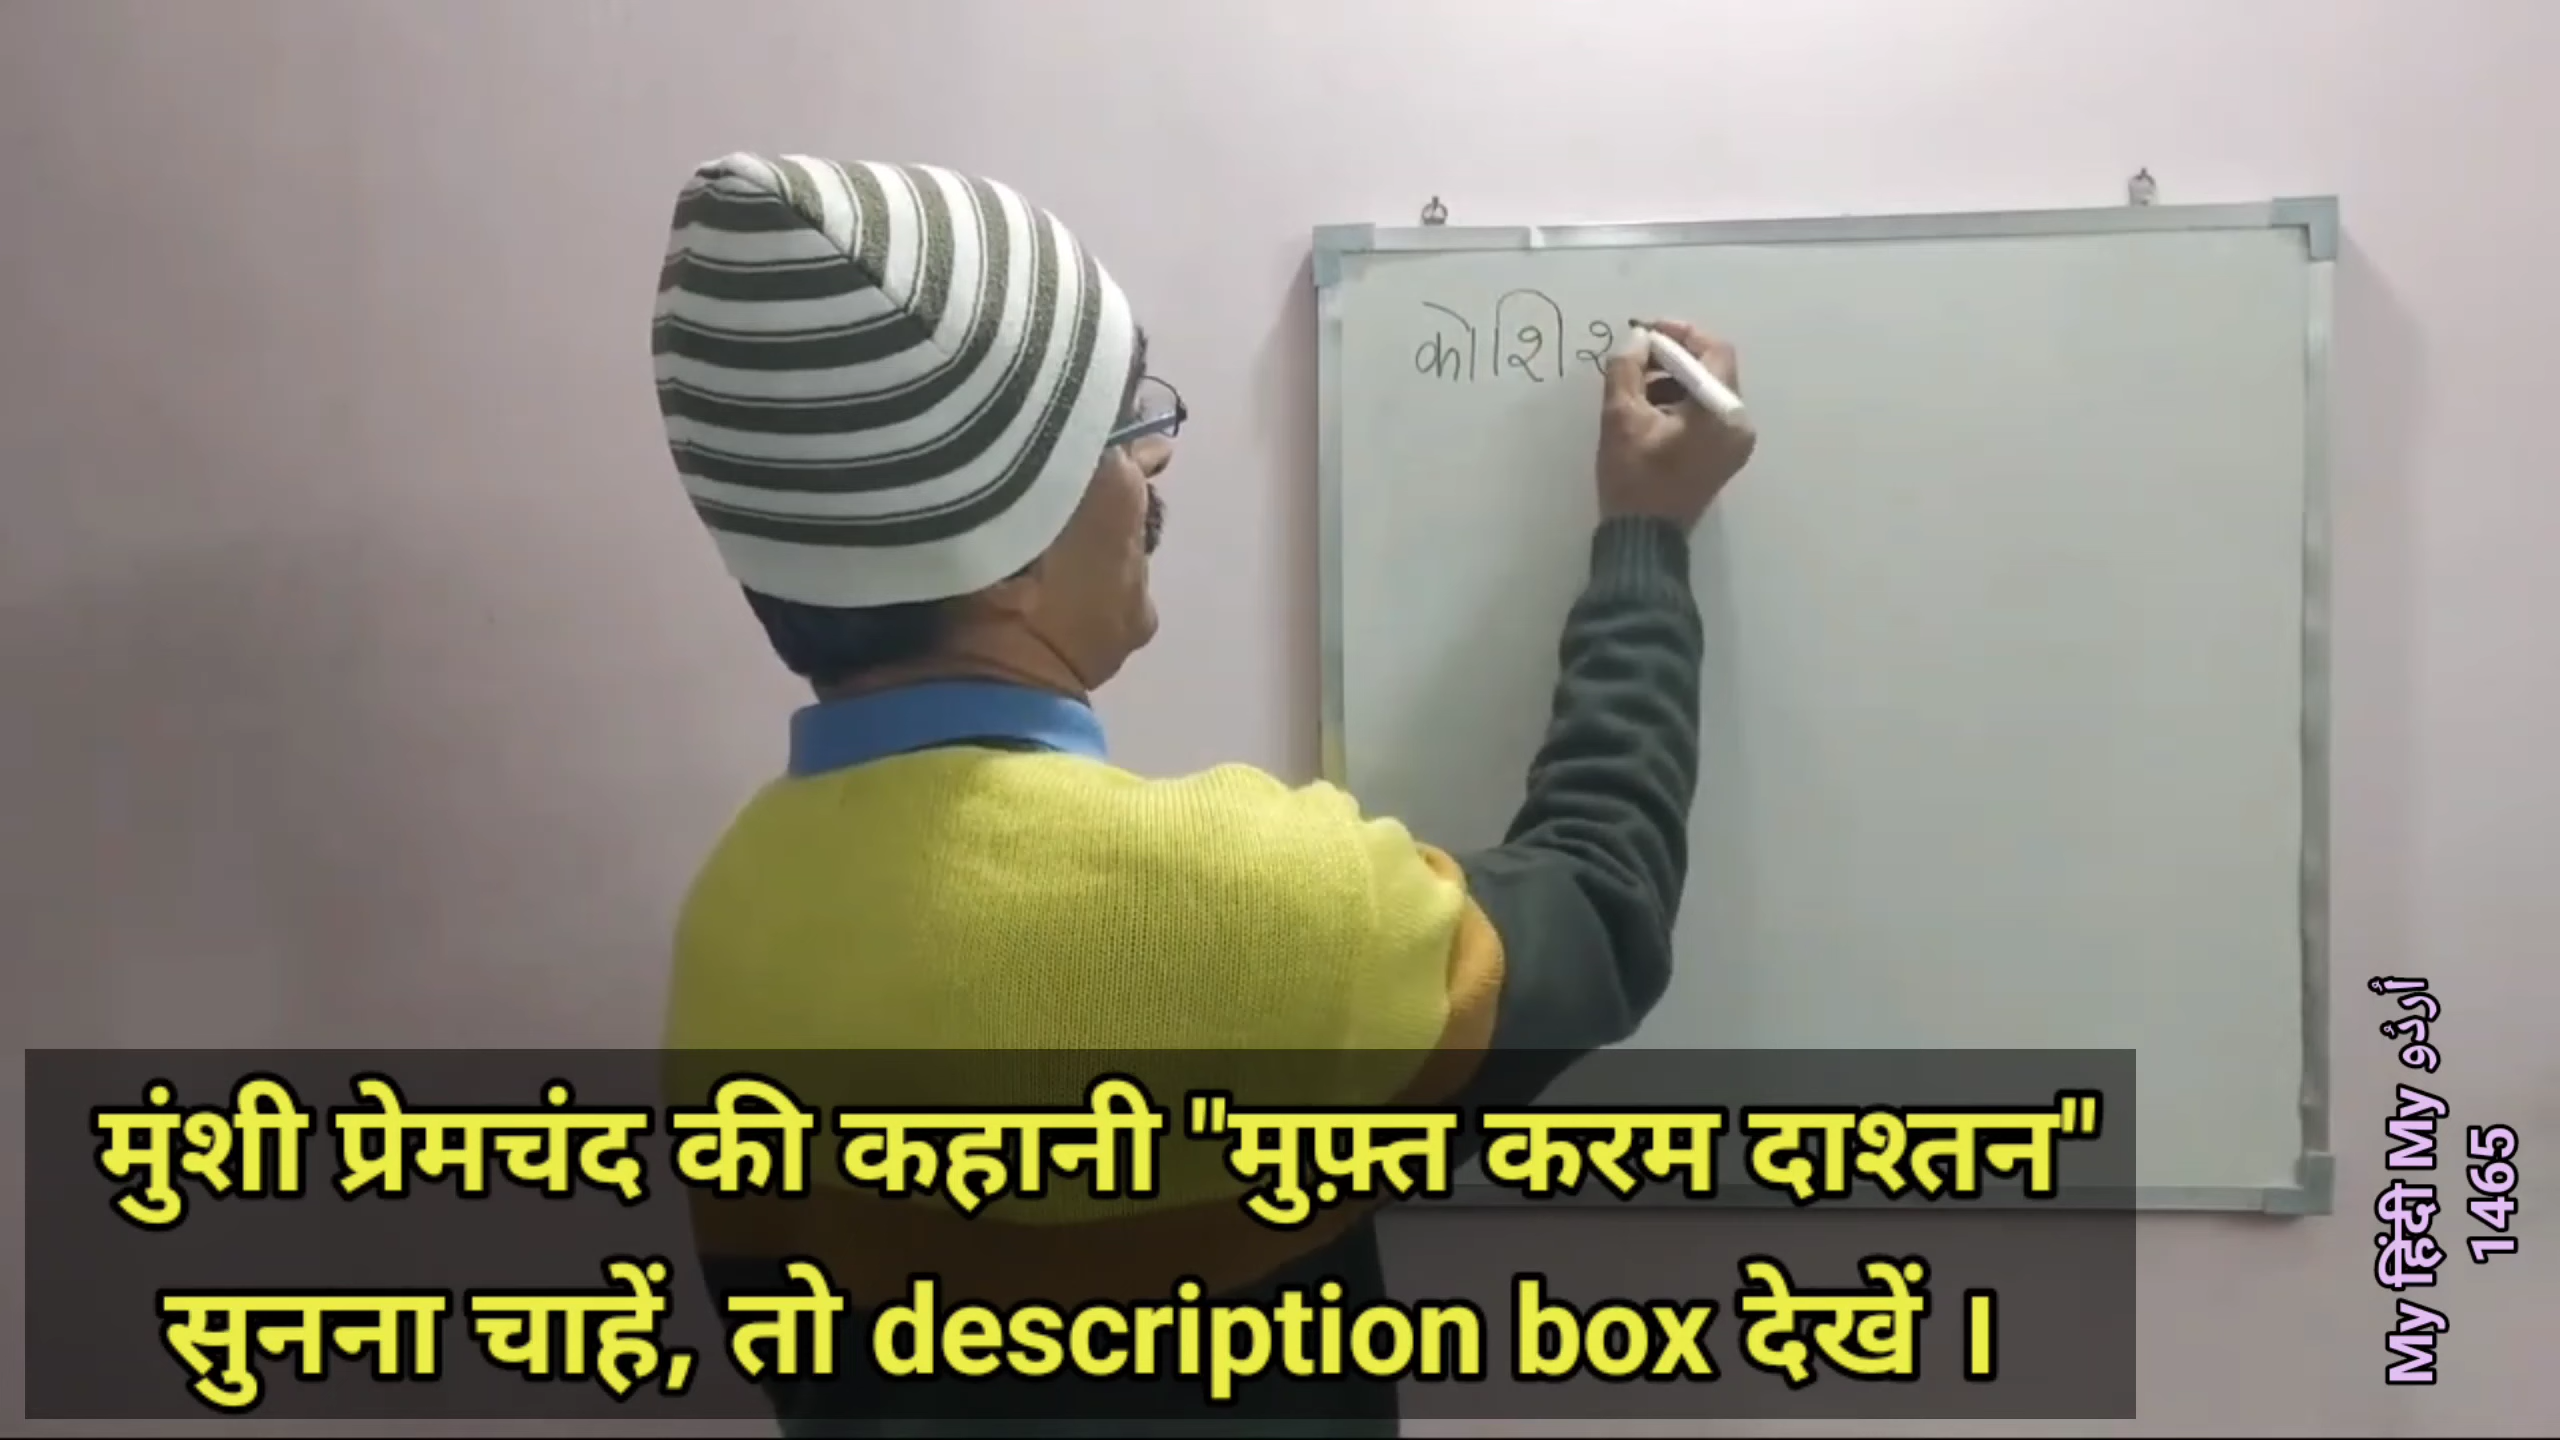 कोशिश
मुंशी प्रेमचंद की कहानी "मुफ़्त करम दाश्तन"
सुनना चाहें, तो description box देखें ।
My हिंदी My اُردُو
1465